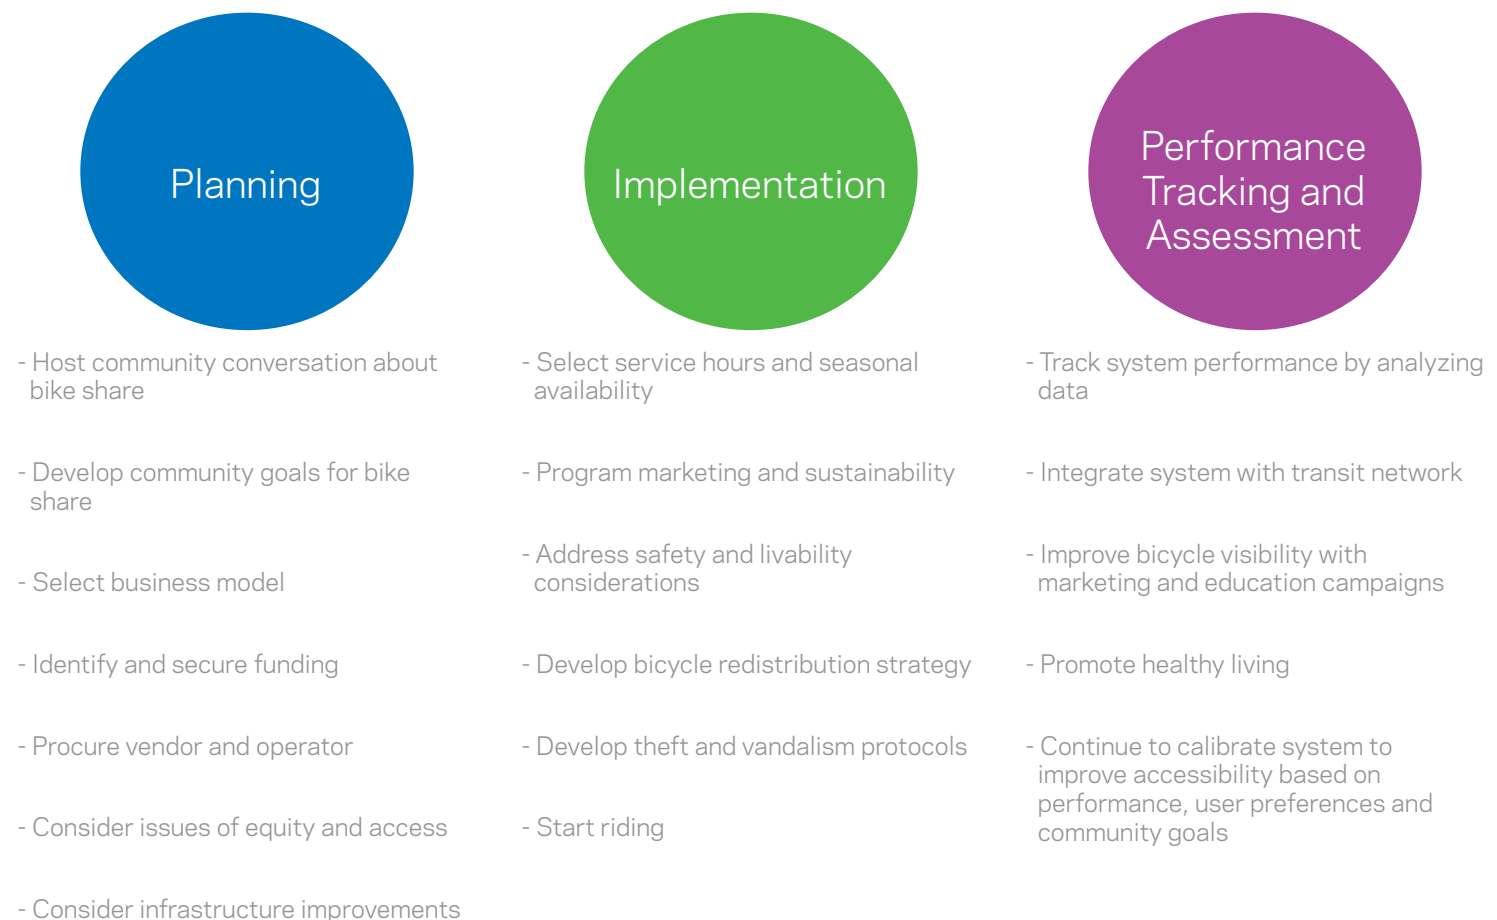 Planning
- Host community conversation about
bike share
- Develop community goals for bike
share
- Select business model
- Identify and secure funding
- Procure vendor and operator
- Consider issues of equity and access
- Consider infrastructure improvements
Implementation
- Select service hours and seasonal
availability
- Program marketing and sustainability
- Address safety and livability
considerations
- Develop bicycle redistribution strategy
- Develop theft and vandalism protocols
- Start riding
Performance
Tracking and
Assessment
- Track system performance by analyzing
data
- Integrate system with transit network
- Improve bicycle visibility with
marketing and education campaigns
- Promote healthy living
- Continue to calibrate system to
improve accessibility based on
performance, user preferences and
community goals